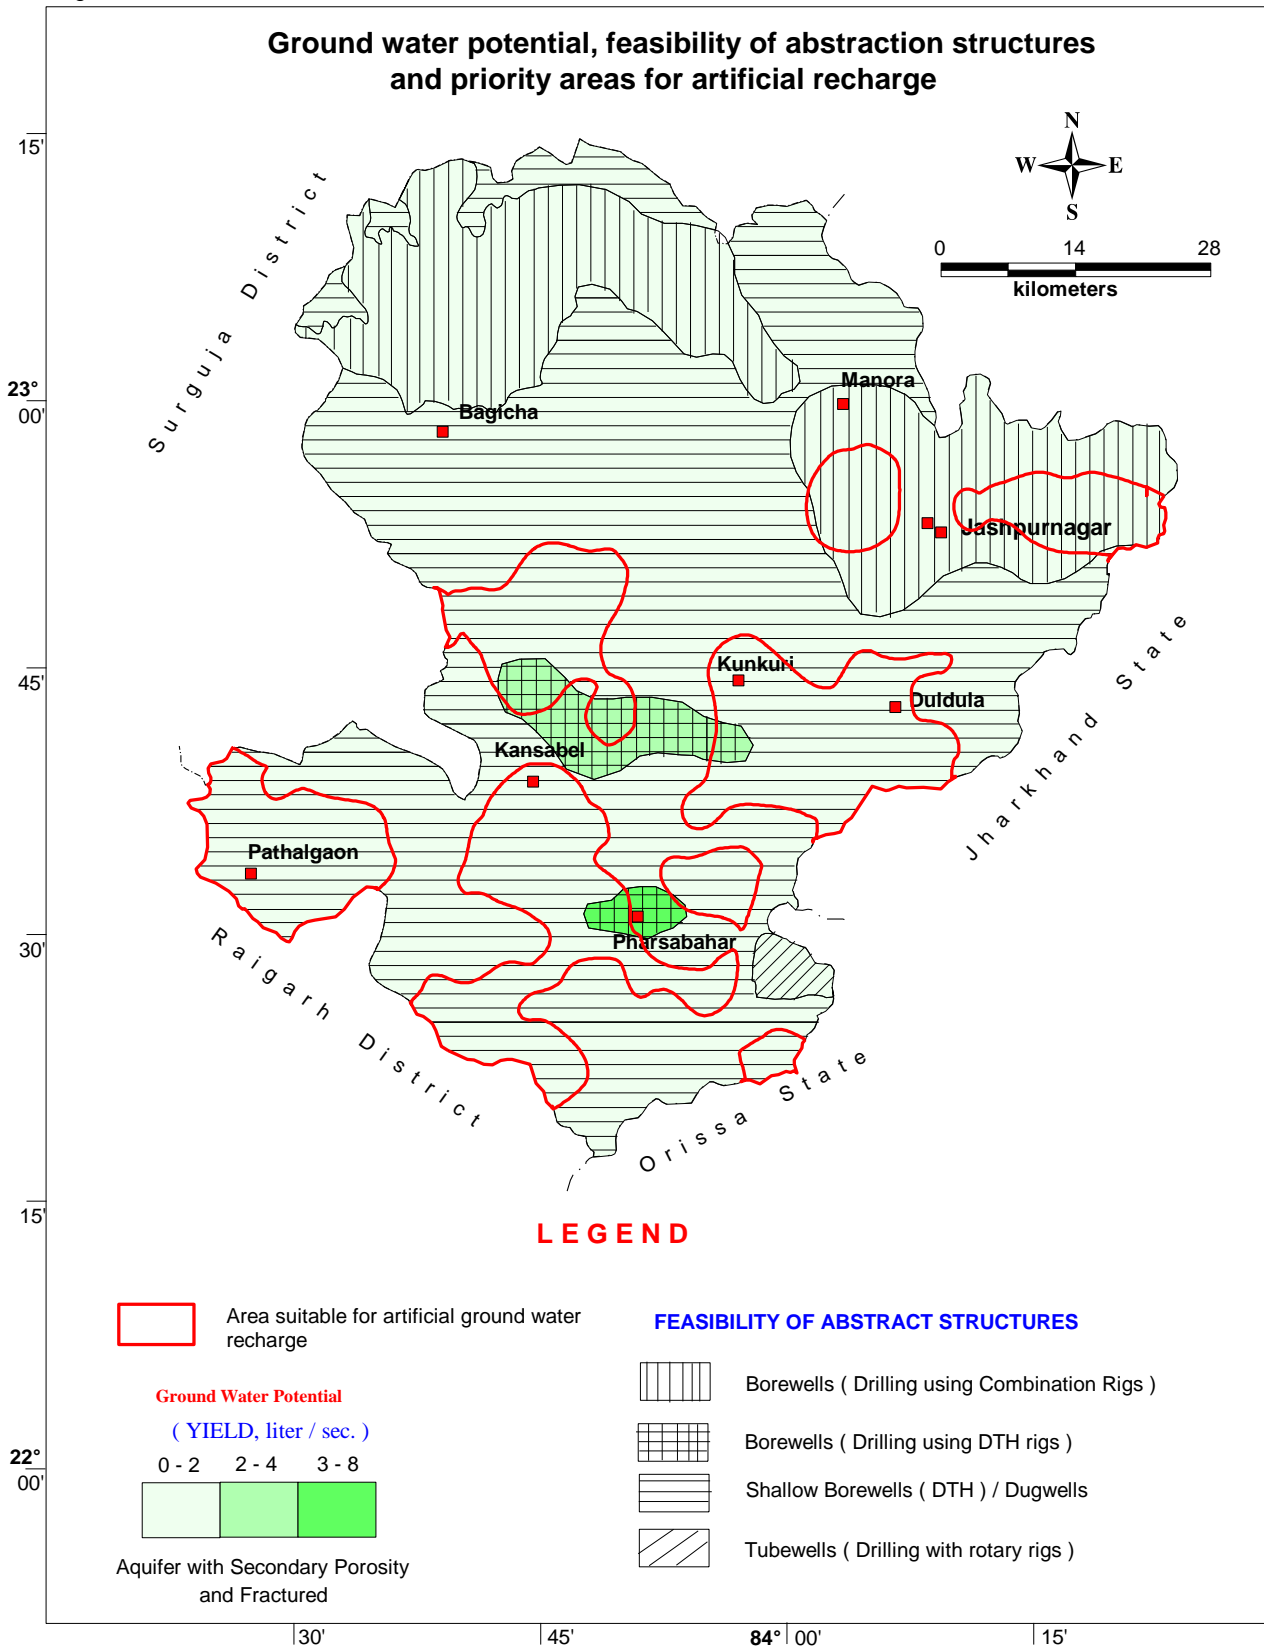 Ground water potential, feasibility of abstraction structures
and priority areas for artificial recharge
N
W E
S
0 14 28
kilometers
15'
23°
00'
45'
30'
15'
22°
00'
Surguja District
Manora
Bagicha
Jashpurnagar
Kunkuri
Duldula
Kansabel
Pathalgaon
Pharsabahar
Jharkhand State
Raigarh District
Orissa State
LEGEND
Area suitable for artificial ground water
recharge
Ground Water Potential
( YIELD, liter / sec. )
0 - 2 2 - 4 3 - 8
Aquifer with Secondary Porosity
and Fractured
FEASIBILITY OF ABSTRACT STRUCTURES
Borewells ( Drilling using Combination Rigs )
Borewells ( Drilling using DTH rigs )
Shallow Borewells ( DTH ) / Dugwells
Tubewells ( Drilling with rotary rigs )
30' 45' 84° 00' 15'